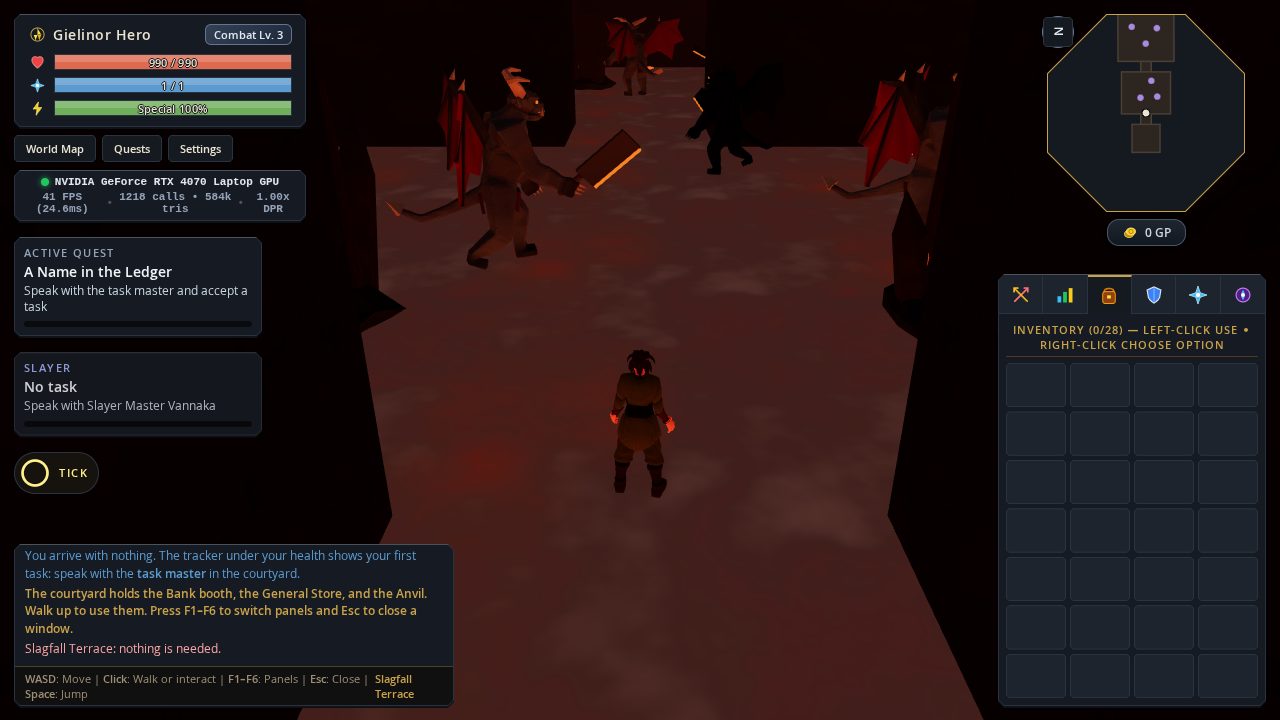 Gielinor Hero
Combat Lv. 3
990 / 990
1 / 1
Special 100%
World Map
Quests
Settings
NVIDIA GeForce RTX 4070 Laptop GPU
41 FPS (24.6ms) • 1218 calls • 584k tris • 1.00x DPR
ACTIVE QUEST
A Name in the Ledger
Speak with the task master and accept a
task
SLAYER
No task
Speak with Slayer Master Vannaka
TICK
You arrive with nothing. The tracker under your health shows your first
task: speak with the task master in the courtyard.
The courtyard holds the Bank booth, the General Store, and the Anvil.
Walk up to use them. Press F1–F6 to switch panels and Esc to close a
window.
Slagfall Terrace: nothing is needed.
WASD: Move | Click: Walk or interact | F1–F6: Panels | Esc: Close |
Space: Jump
Slagfall
Terrace
N
0 GP
INVENTORY (0/28) — LEFT-CLICK USE •
RIGHT-CLICK CHOOSE OPTION